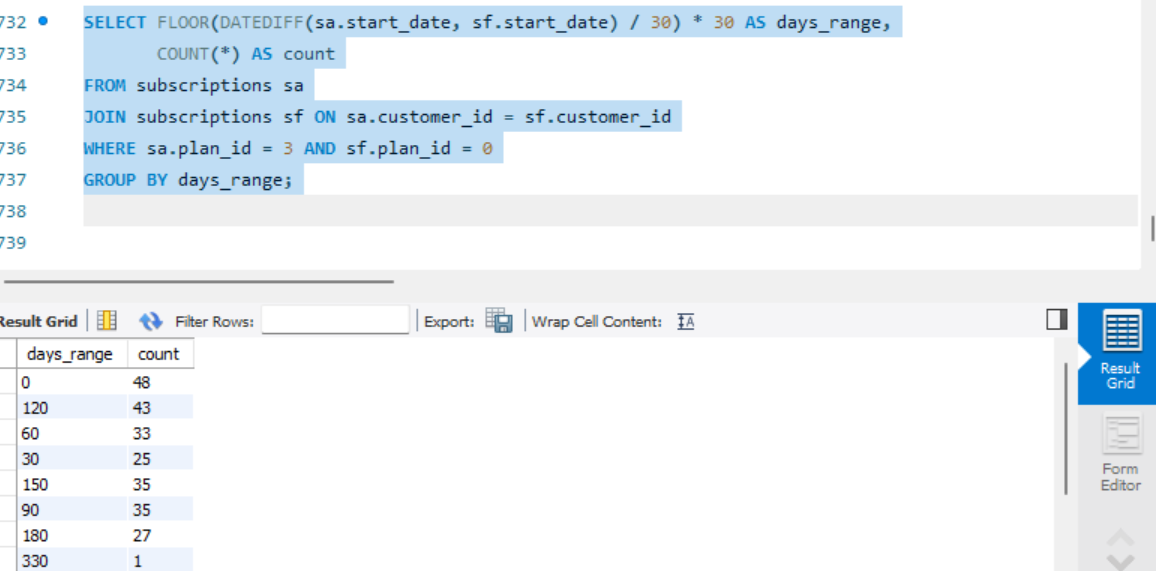 732 SELECT FLOOR(DATEDIFF(sa.start_date, sf.start_date) / 30) * 30 AS days_range,
733 COUNT(*) AS count
734 FROM subscriptions sa
735 JOIN subscriptions sf ON sa.customer_id = sf.customer_id
736 WHERE sa.plan_id = 3 AND sf.plan_id = 0
737 GROUP BY days_range;
738
739
Result Grid Filter Rows: Export: Wrap Cell Content: IA
days_range count
0 48
120 43
60 33
30 25
150 35
90 35
180 27
330 1
Result
Grid
Form
Editor